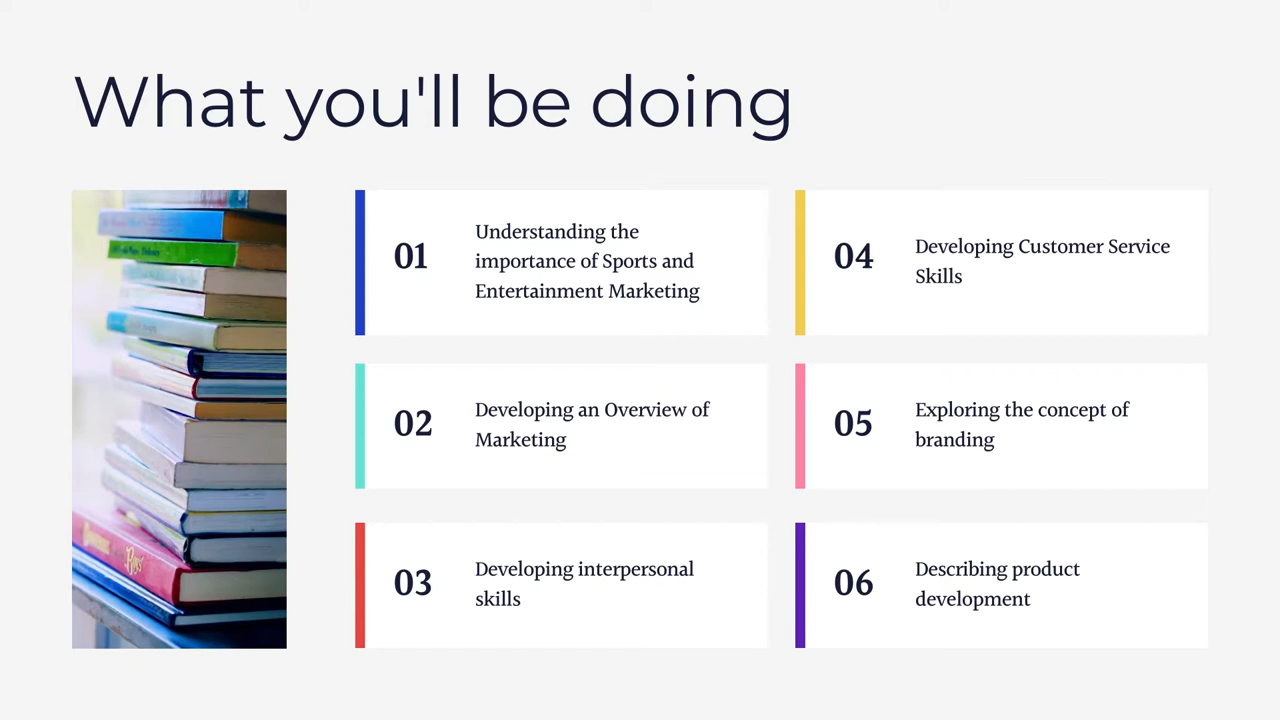 What you'll be doing
01
Understanding the
importance of Sports and
Entertainment Marketing
02
Developing an Overview of
Marketing
03
Developing interpersonal
skills
04
Developing Customer Service
Skills
05
Exploring the concept of
branding
06
Describing product
development
Boys